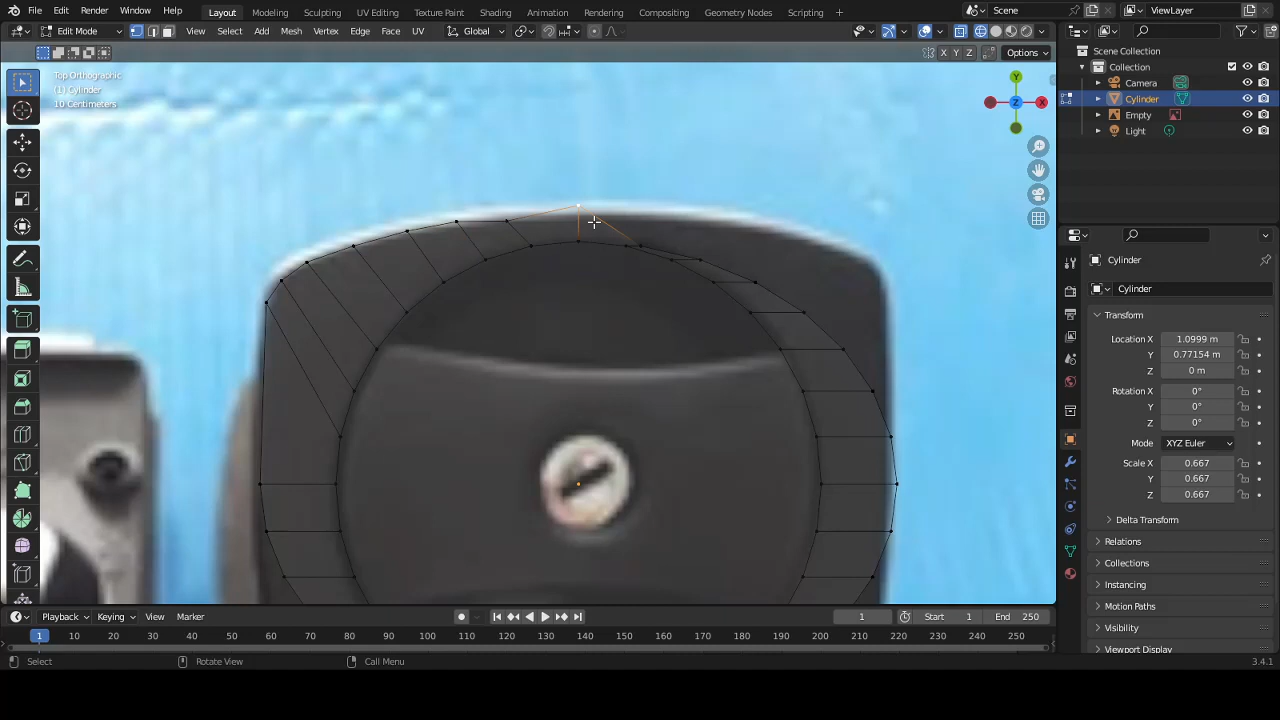 File Edit Render Window Help Layout Modeling Sculpting UV Editing Texture Paint Shading Animation Rendering Compositing Geometry Nodes Scripting + Scene ViewLayer
Edit Mode View Select Add Mesh Vertex Edge Face UV Global
X Y Z Options
Top Orthographic
(1) Cylinder
10 Centimeters
Y
Z
X
Scene Collection
Collection
Camera
Cylinder
Empty
Light
Cylinder
Cylinder
Transform
Location X 1.0999 m
Y 0.77154 m
Z 0 m
Rotation X 0°
Y 0°
Z 0°
Mode XYZ Euler
Scale X 0.667
Y 0.667
Z 0.667
Delta Transform
Relations
Collections
Instancing
Motion Paths
Visibility
Viewport Display
Playback Keying View Marker 1 Start 1 End 250
1 10 20 30 40 50 60 70 80 90 100 110 120 130 140 150 160 170 180 190 200 210 220 230 240 250
Select Rotate View Call Menu 3.4.1